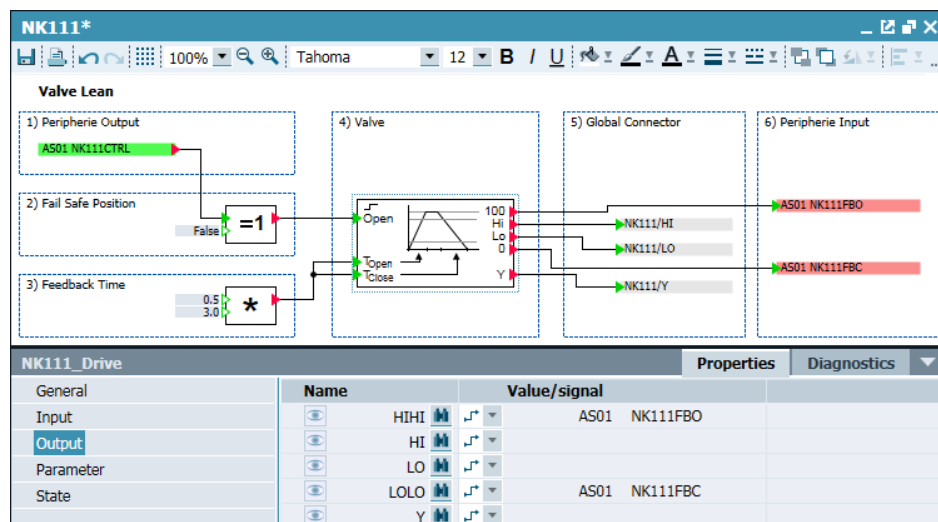 NK111*
100% Tahoma 12 B I U A
Valve Lean
1) Peripherie Output
AS01 NK111CTRL
2) Fail Safe Position
False
=1
3) Feedback Time
0.5
3.0
*
4) Valve
Open
TOpen
TClose
100
Hi
Lo
0
Y
5) Global Connector
NK111/HI
NK111/LO
NK111/Y
6) Peripherie Input
AS01 NK111FBO
AS01 NK111FBC
NK111_Drive Properties Diagnostics
General
Input
Output
Parameter
State
Name Value/signal
HIHI AS01 NK111FBO
HI
LO
LOLO AS01 NK111FBC
Y